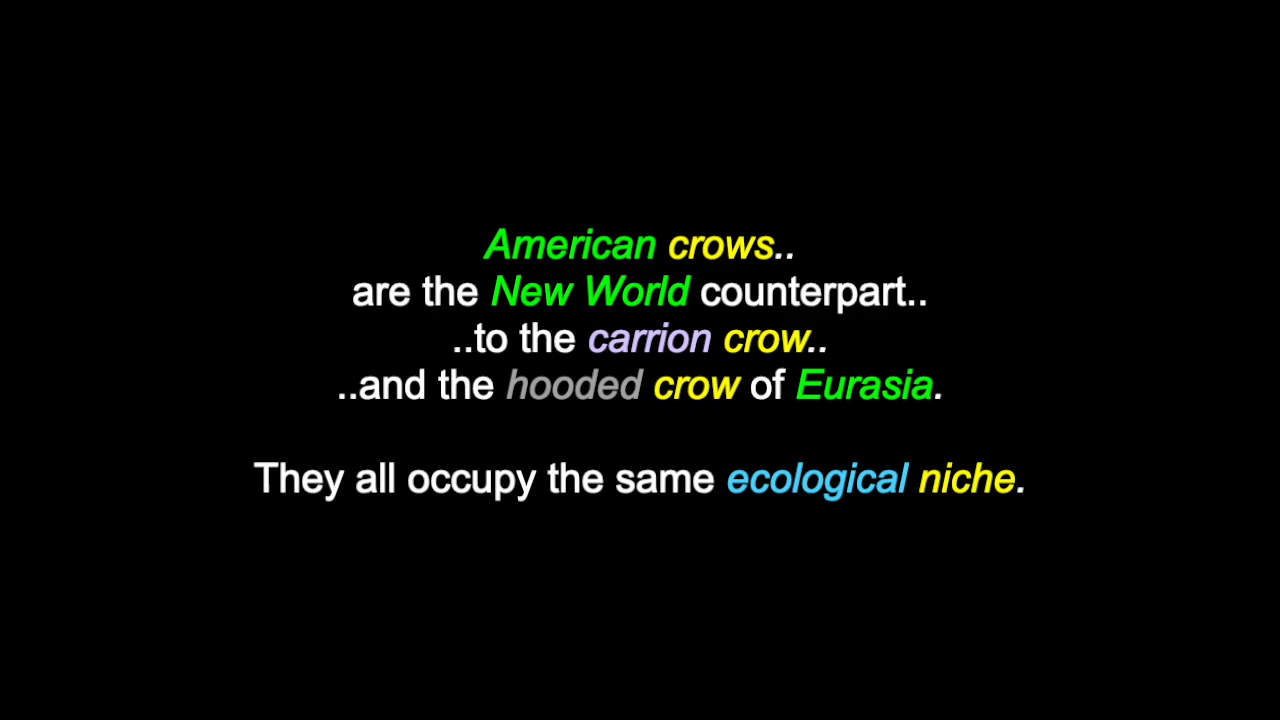 American crows..
are the New World counterpart..
..to the carrion crow..
..and the hooded crow of Eurasia.
They all occupy the same ecological niche.